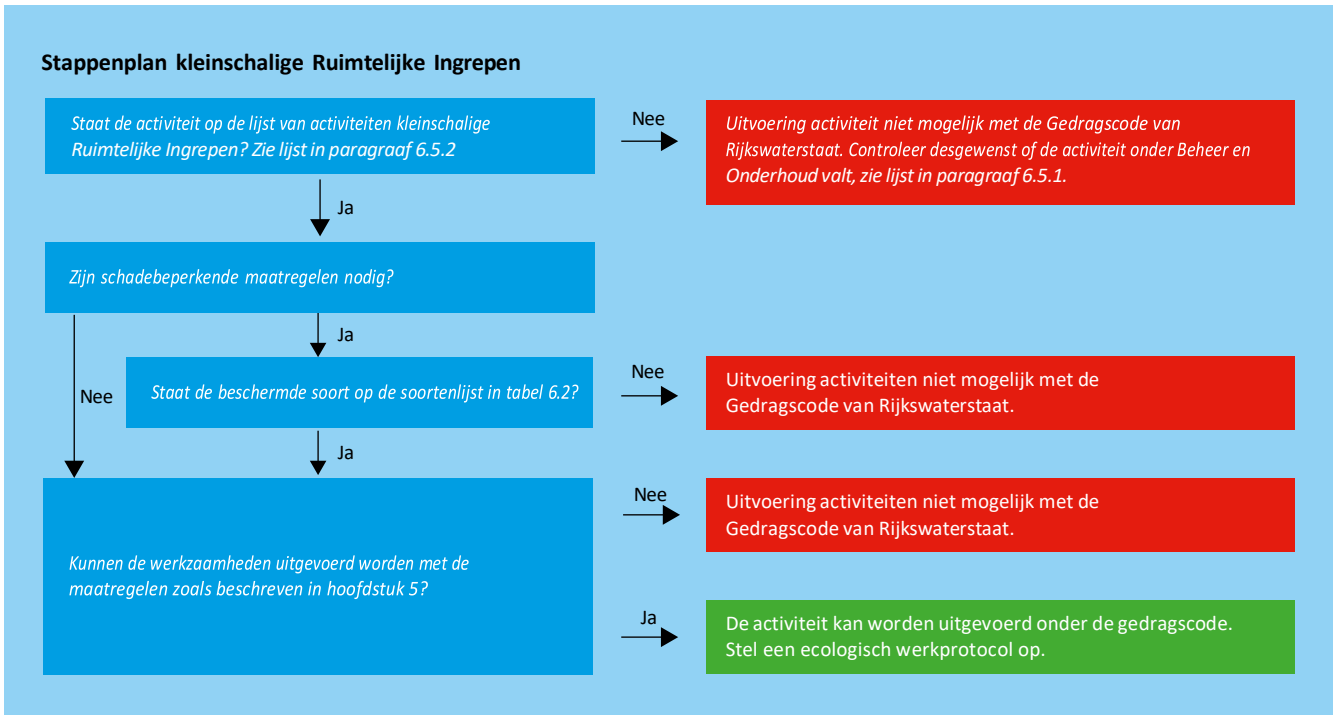 Stappenplan kleinschalige Ruimtelijke Ingrepen
Staat de activiteit op de lijst van activiteiten kleinschalige
Ruimtelijke Ingrepen? Zie lijst in paragraaf 6.5.2
Nee
Uitvoering activiteit niet mogelijk met de Gedragscode van
Rijkswaterstaat. Controleer desgewenst of de activiteit onder Beheer en
Onderhoud valt, zie lijst in paragraaf 6.5.1.
Ja
Zijn schadebeperkende maatregelen nodig?
Ja
Nee
Staat de beschermde soort op de soortenlijst in tabel 6.2?
Nee
Uitvoering activiteiten niet mogelijk met de
Gedragscode van Rijkswaterstaat.
Ja
Kunnen de werkzaamheden uitgevoerd worden met de
maatregelen zoals beschreven in hoofdstuk 5?
Nee
Uitvoering activiteiten niet mogelijk met de
Gedragscode van Rijkswaterstaat.
Ja
De activiteit kan worden uitgevoerd onder de gedragscode.
Stel een ecologisch werkprotocol op.